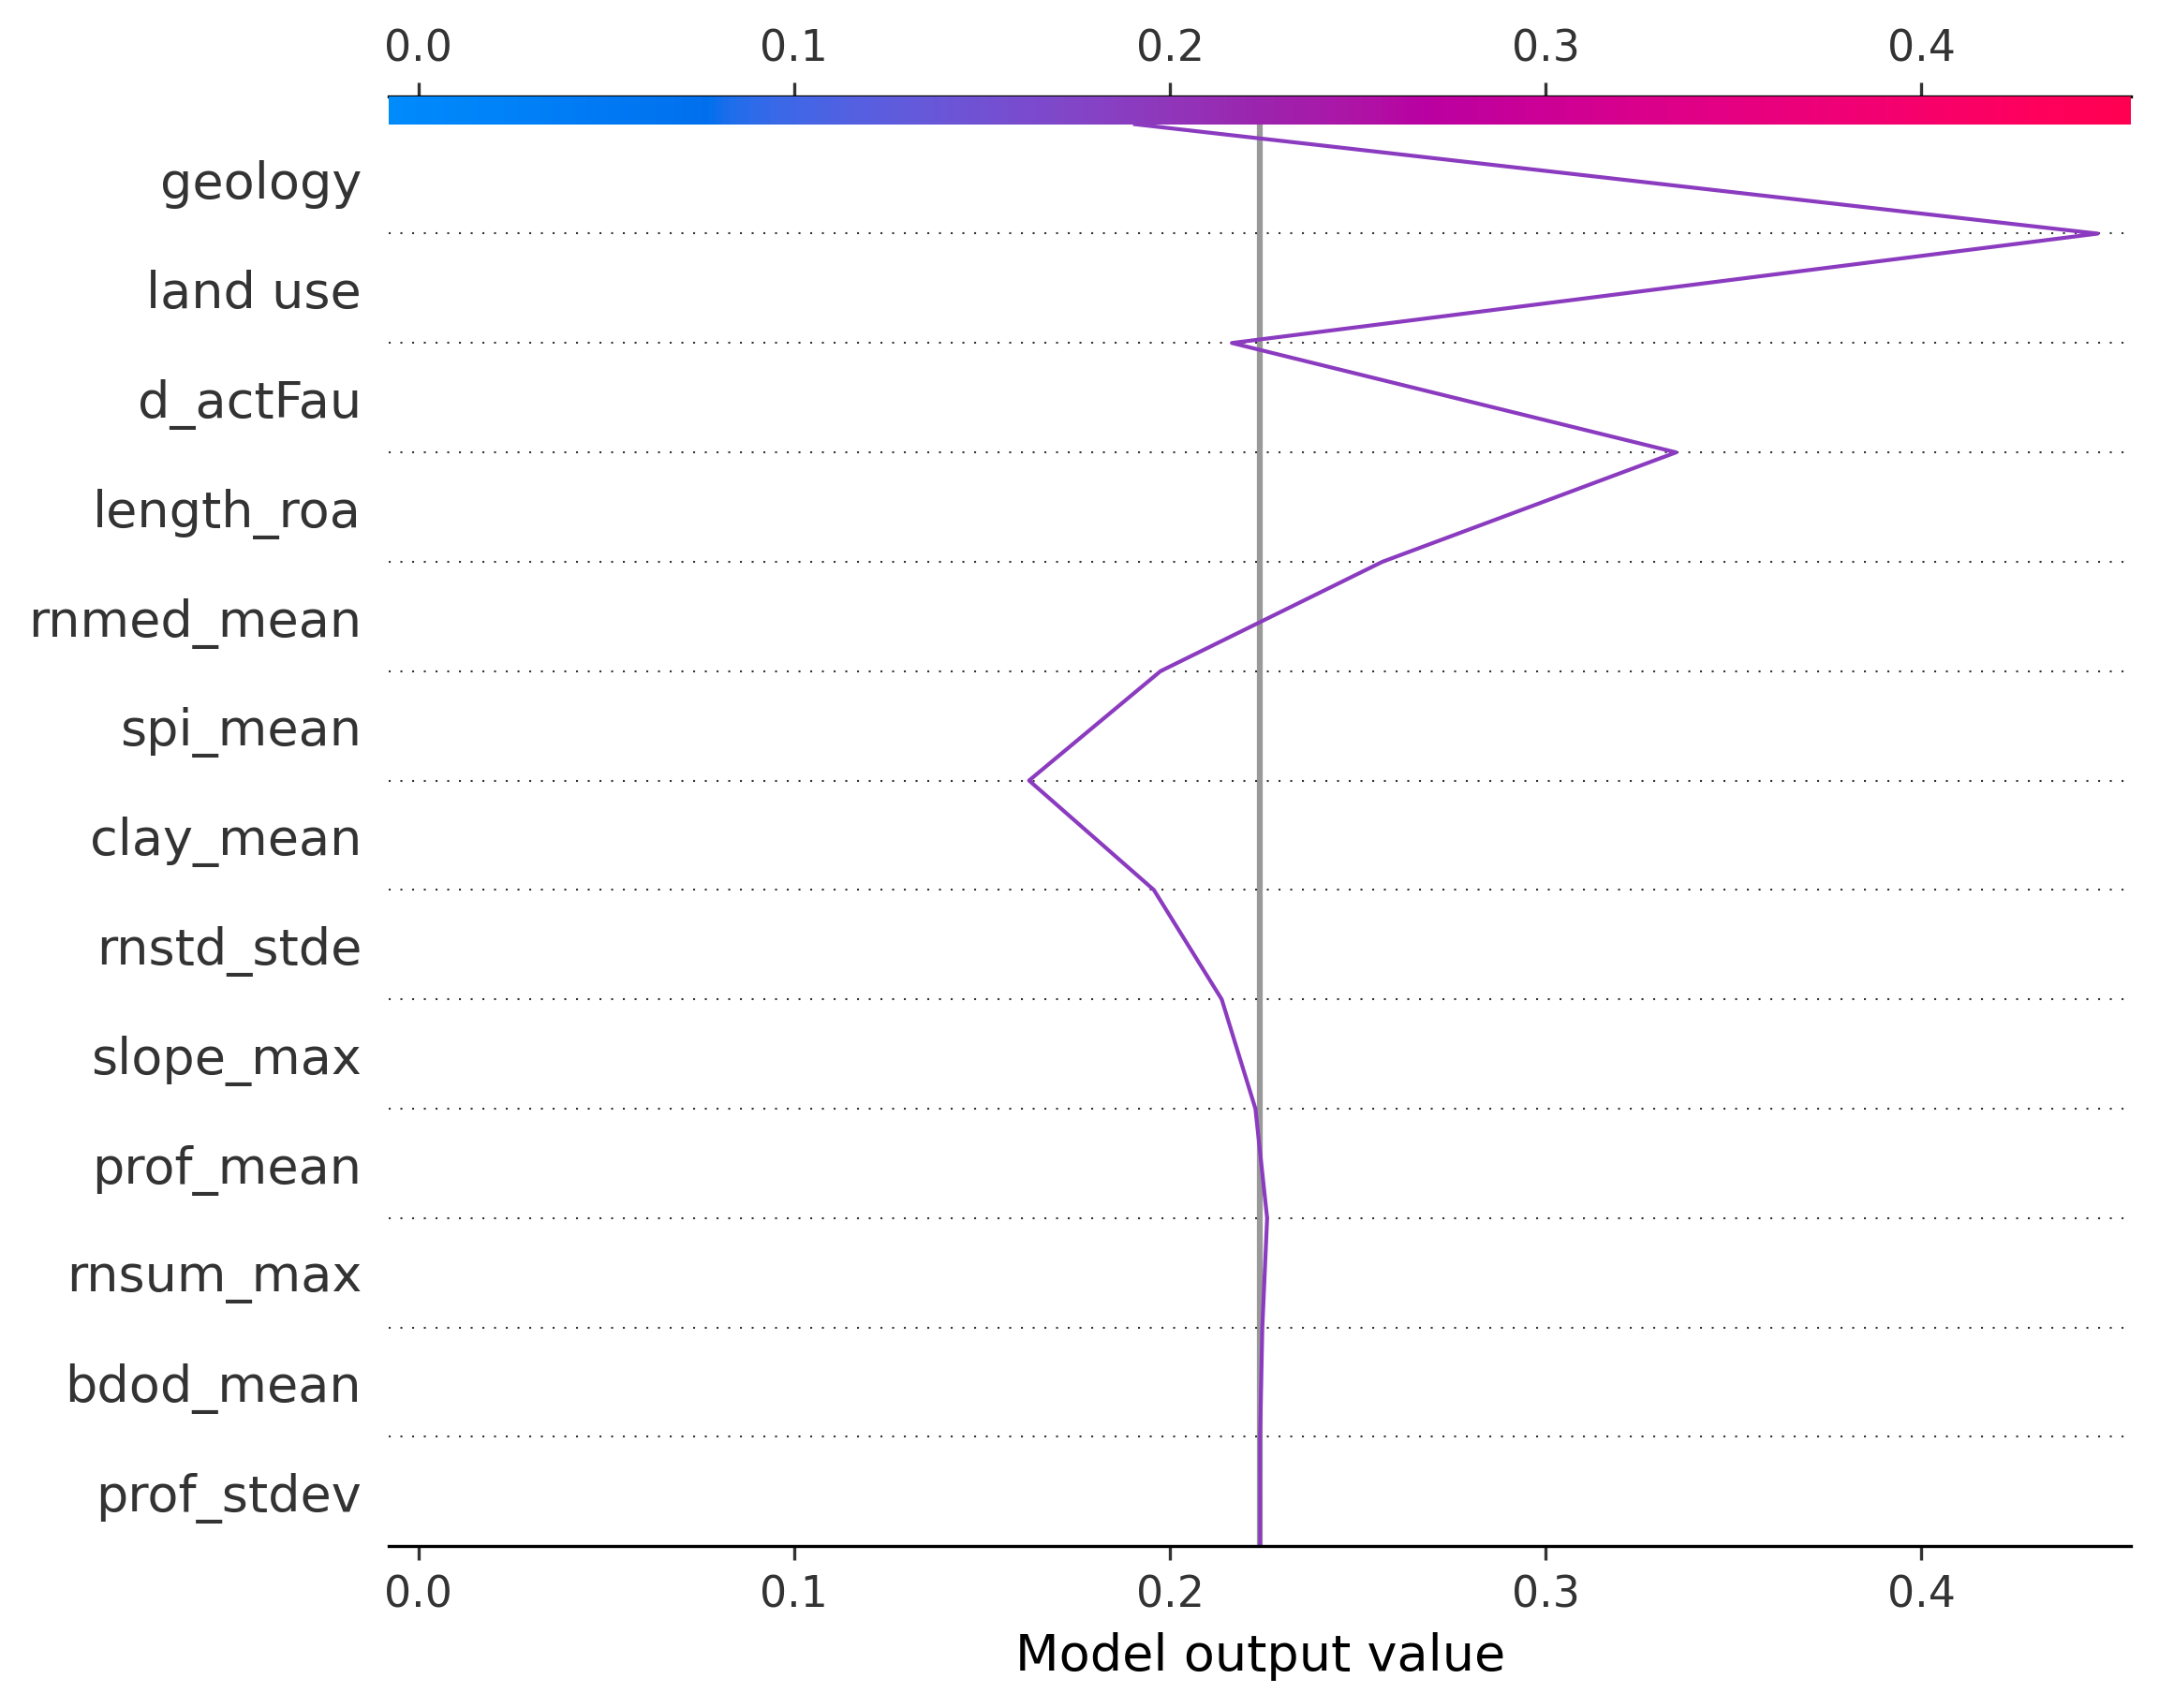 0.0 0.1 0.2 0.3 0.4
geology
land use
d_actFau
length_roa
rnmed_mean
spi_mean
clay_mean
rnstd_stde
slope_max
prof_mean
rnsum_max
bdod_mean
prof_stdev
0.0 0.1 0.2 0.3 0.4
Model output value